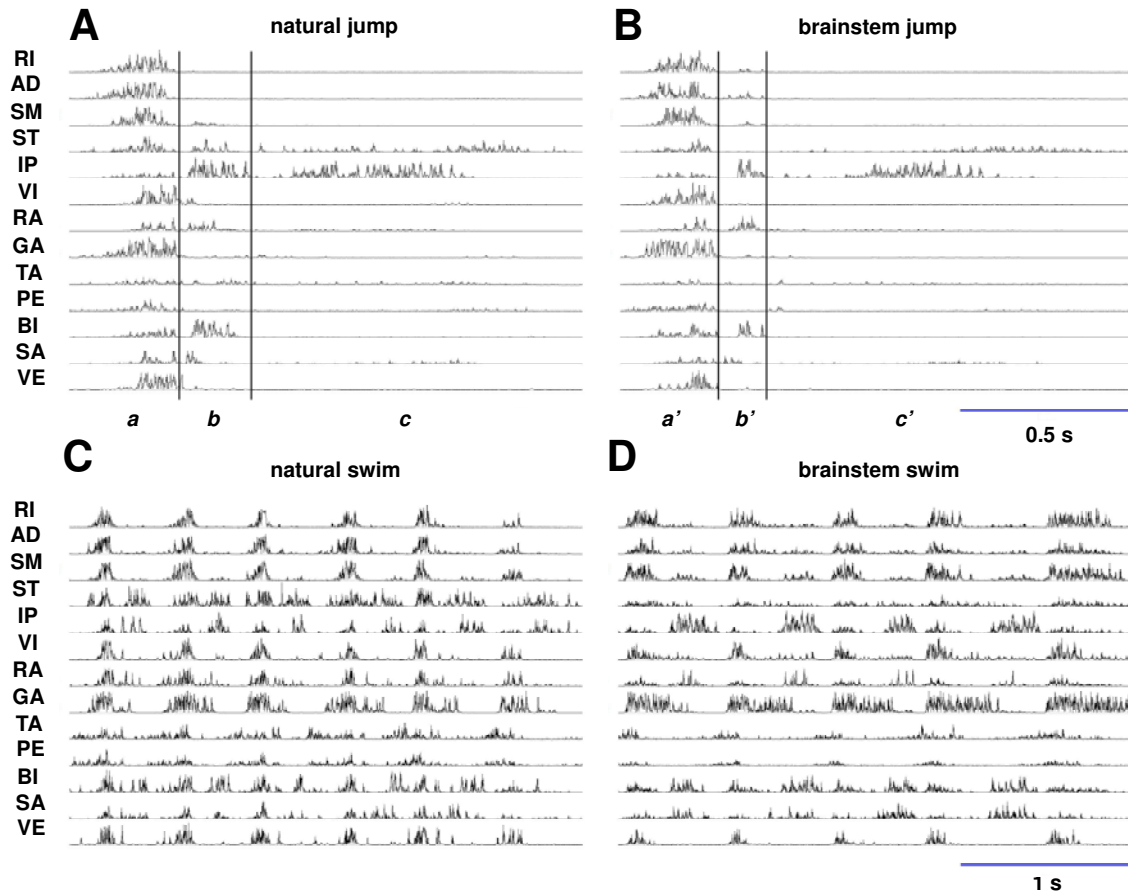 A natural jump
B brainstem jump
RI
AD
SM
ST
IP
VI
RA
GA
TA
PE
BI
SA
VE
a b c a' b' c'
0.5 s
C natural swim
D brainstem swim
RI
AD
SM
ST
IP
VI
RA
GA
TA
PE
BI
SA
VE
1 s